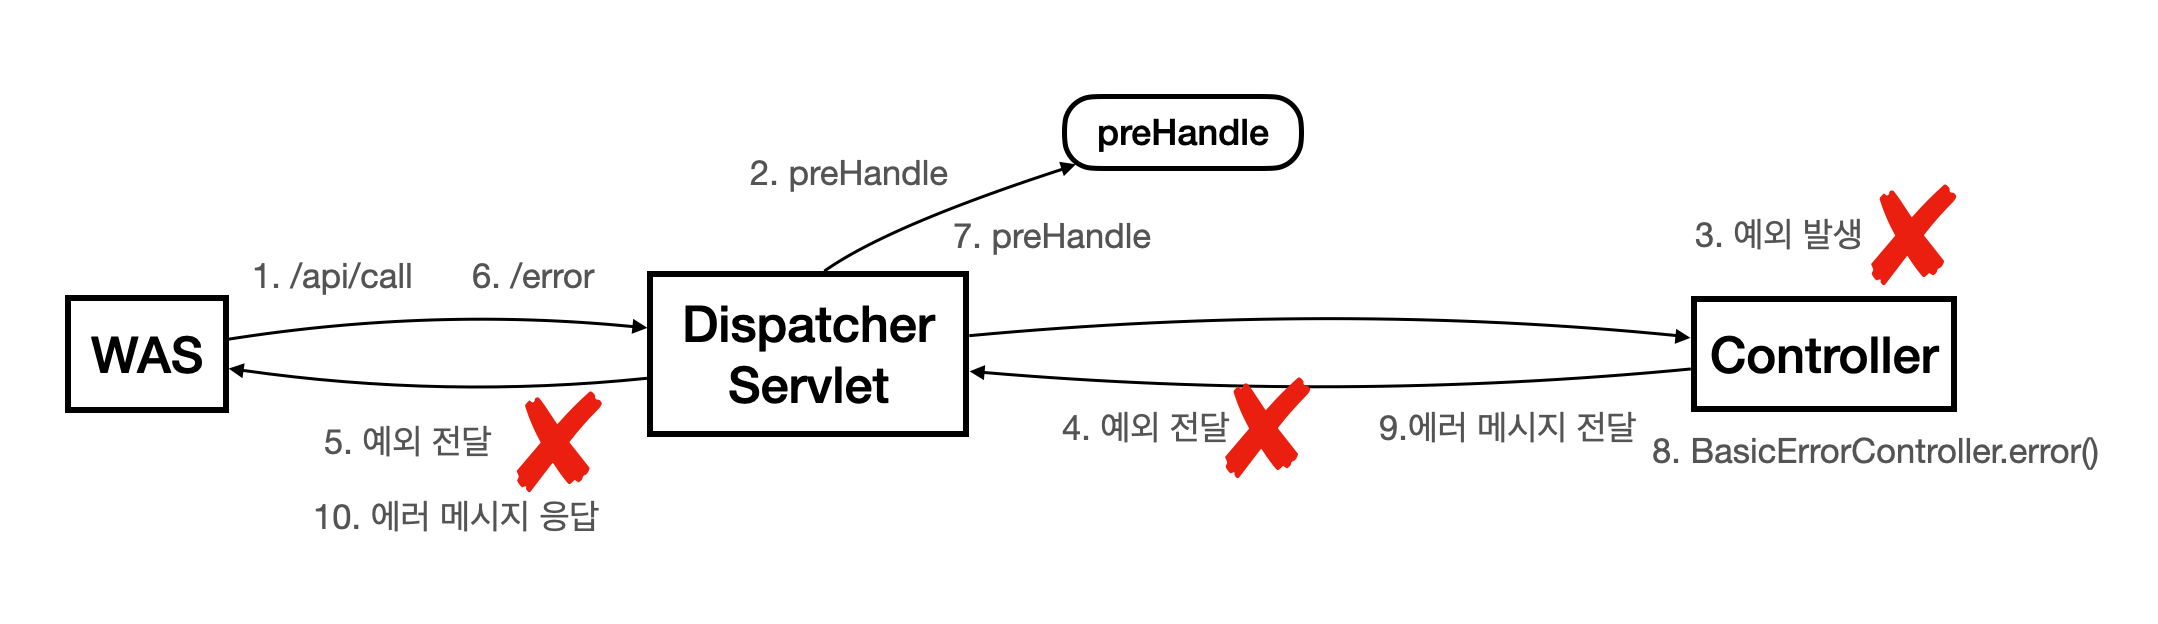 preHandle
2. preHandle
7. preHandle
3. 예외 발생
1. /api/call
6. /error
WAS
Dispatcher
Servlet
Controller
4. 예외 전달
9.에러 메시지 전달
8. BasicErrorController.error()
5. 예외 전달
10. 에러 메시지 응답